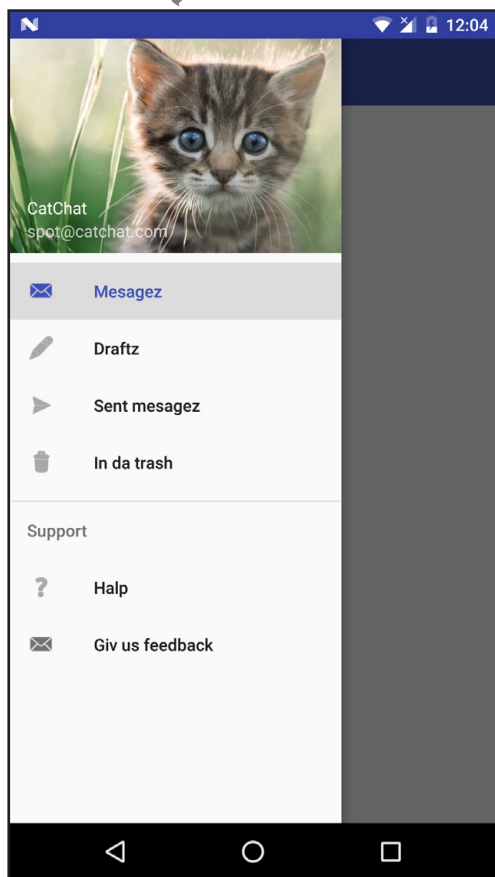 12:04
CatChat
spot@catchat.com
Mesagez
Draftz
Sent mesagez
In da trash
Support
Halp
Giv us feedback